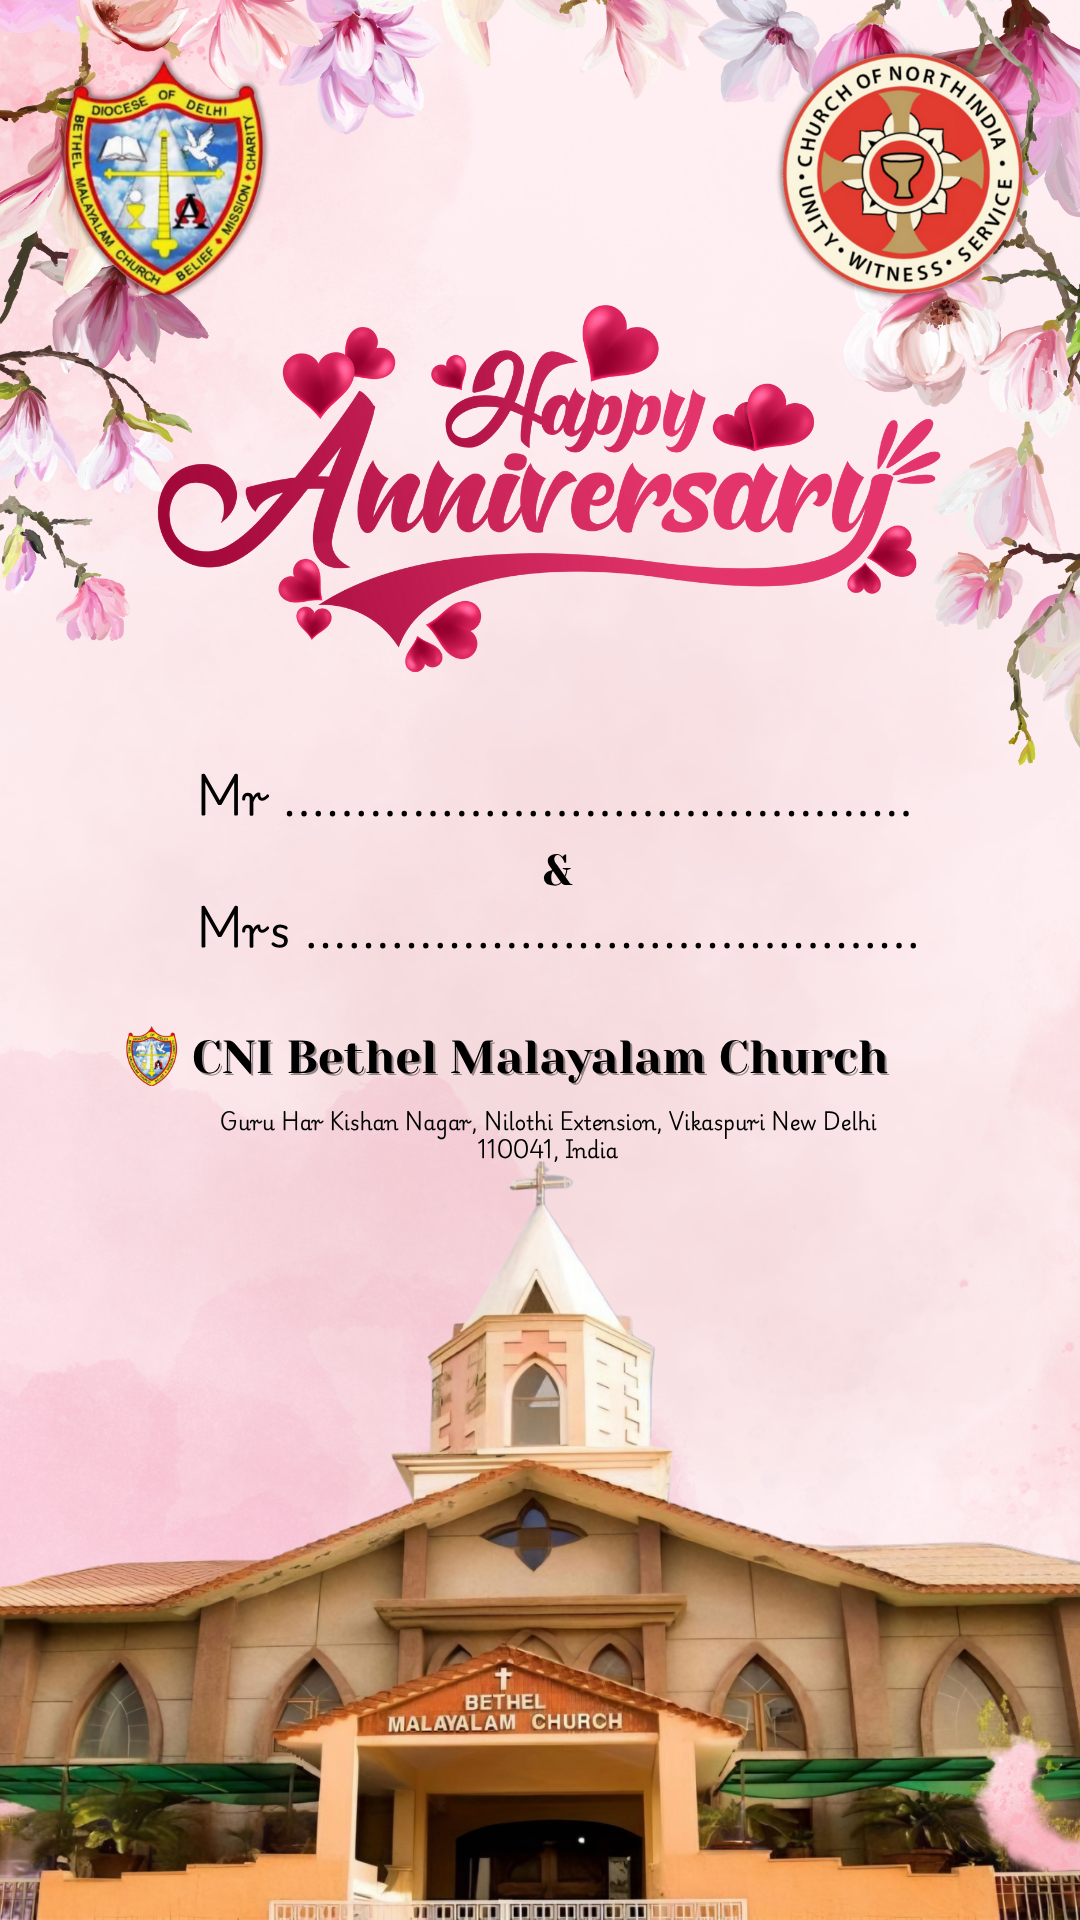 DIOCESE OF DELHI
BETHEL MALAYALAM CHURCH BELIEF ♦ MISSION ♦ CHARITY
A
CHURCH OF NORTH INDIA
• UNITY • WITNESS • SERVICE •
Happy
Anniversary
Mr ............................................
&
Mrs ...........................................
CNI Bethel Malayalam Church
Guru Har Kishan Nagar, Nilothi Extension, Vikaspuri New Delhi
110041, India
BETHEL
MALAYALAM CHURCH